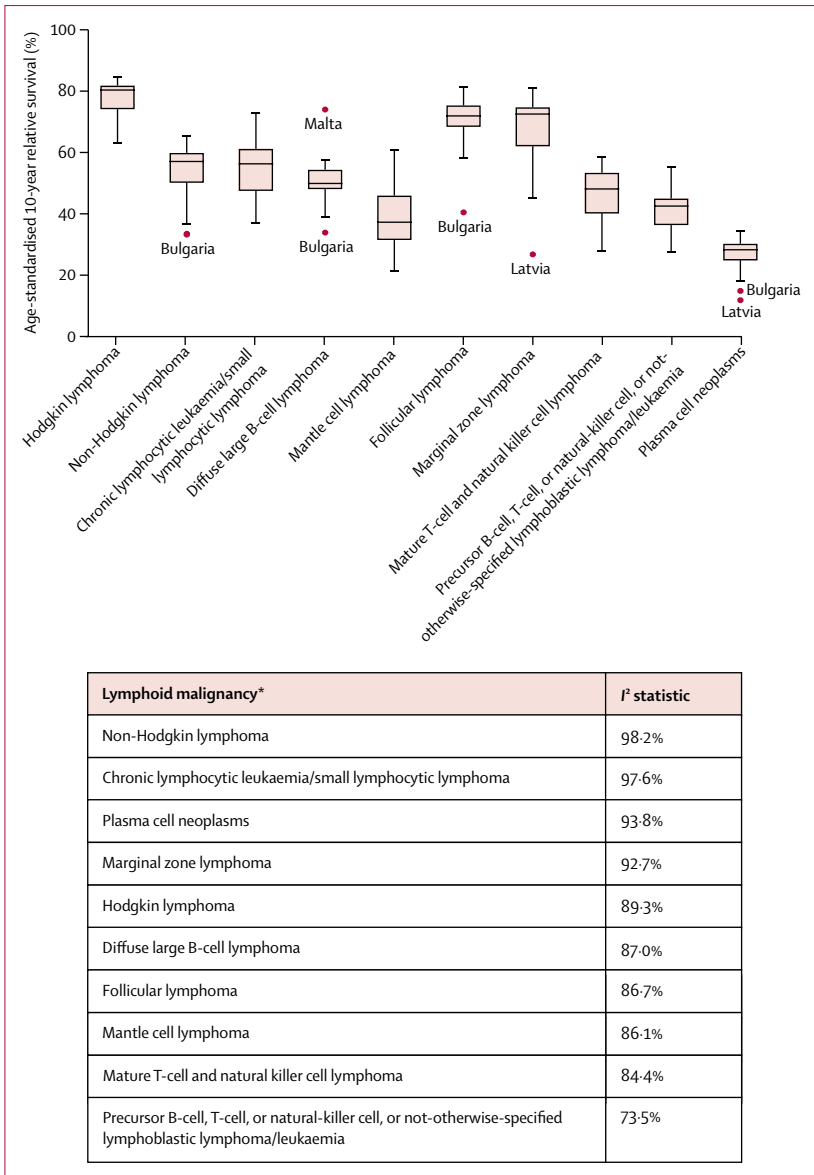 Age-standardised 10-year relative survival (%)
100
80
60
40
20
0
Malta
Bulgaria
Bulgaria
Bulgaria
Latvia
Bulgaria
Latvia
Hodgkin lymphoma
Non-Hodgkin lymphoma
Chronic lymphocytic leukaemia/small
lymphocytic lymphoma
Diffuse large B-cell lymphoma
Mantle cell lymphoma
Follicular lymphoma
Marginal zone lymphoma
Mature T-cell and natural killer cell lymphoma
Precursor B-cell, T-cell, or natural-killer cell, or not-
otherwise-specified lymphoblastic lymphoma/leukaemia
Plasma cell neoplasms
Lymphoid malignancy* I² statistic
Non-Hodgkin lymphoma 98·2%
Chronic lymphocytic leukaemia/small lymphocytic lymphoma 97·6%
Plasma cell neoplasms 93·8%
Marginal zone lymphoma 92·7%
Hodgkin lymphoma 89·3%
Diffuse large B-cell lymphoma 87·0%
Follicular lymphoma 86·7%
Mantle cell lymphoma 86·1%
Mature T-cell and natural killer cell lymphoma 84·4%
Precursor B-cell, T-cell, or natural-killer cell, or not-otherwise-specified 73·5%
lymphoblastic lymphoma/leukaemia